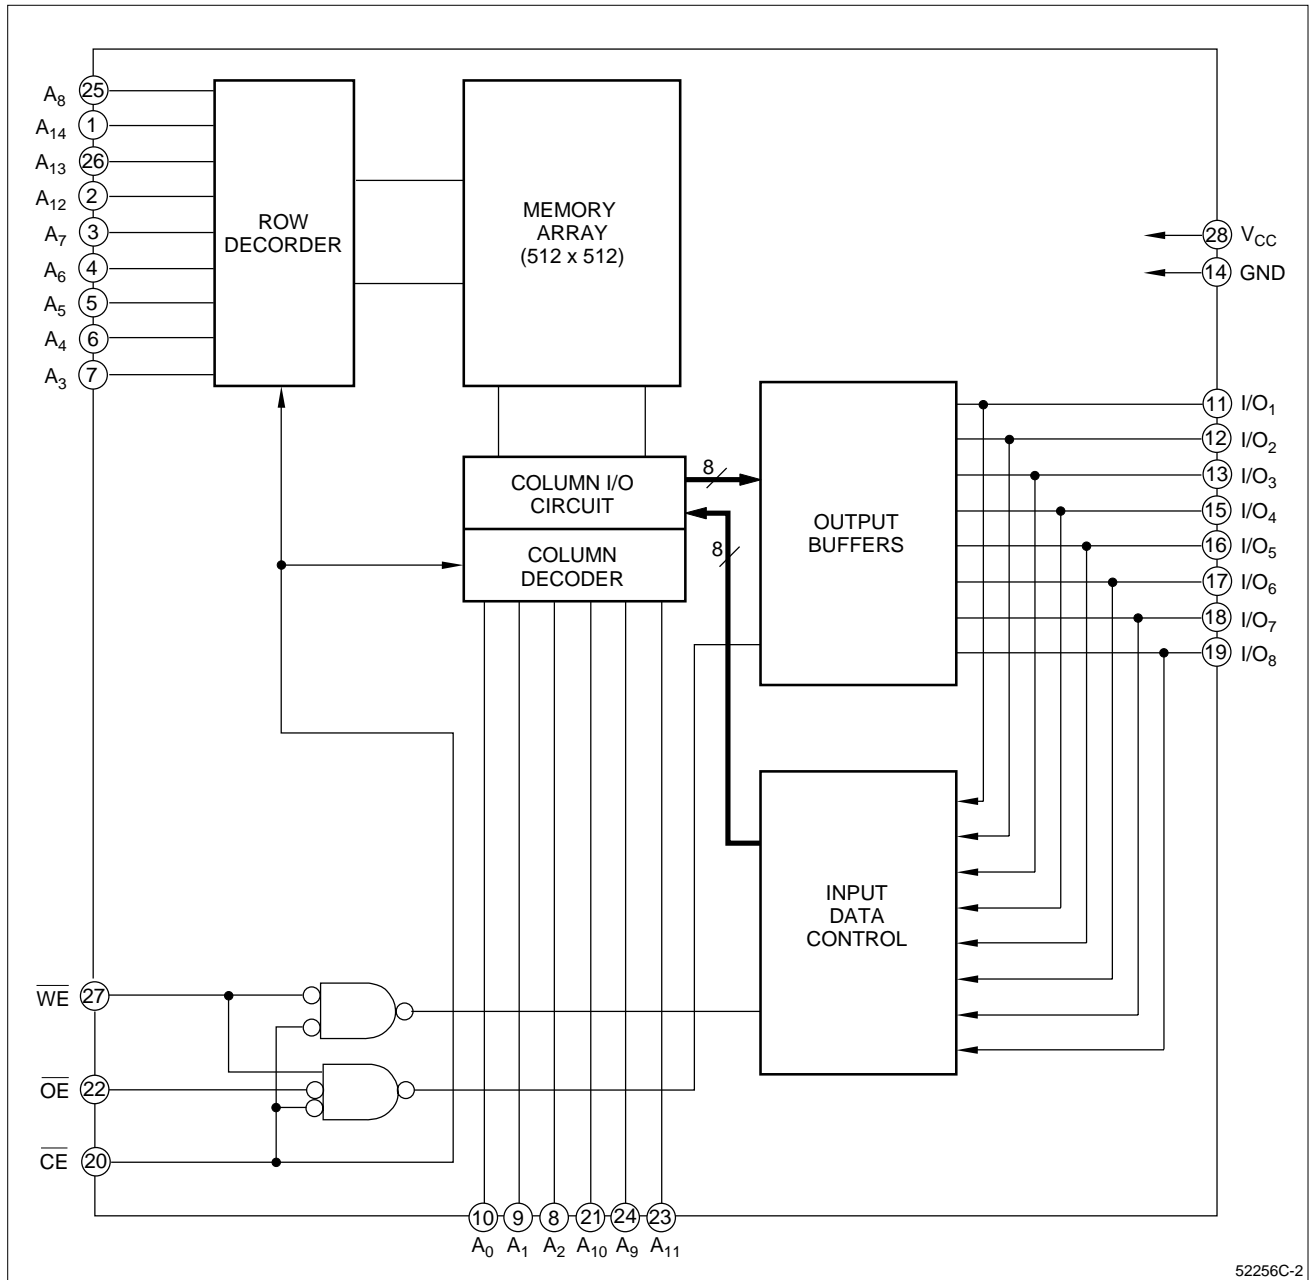 A8 25
A14 1
A13 26
A12 2
A7 3
A6 4
A5 5
A4 6
A3 7
ROW
DECORDER
MEMORY
ARRAY
(512 x 512)
28 VCC
14 GND
COLUMN I/O
CIRCUIT
COLUMN
DECODER
8
8
OUTPUT
BUFFERS
11 I/O1
12 I/O2
13 I/O3
15 I/O4
16 I/O5
17 I/O6
18 I/O7
19 I/O8
INPUT
DATA
CONTROL
W̅E̅ 27
O̅E̅ 22
C̅E̅ 20
10 9 8 21 24 23
A0 A1 A2 A10 A9 A11
52256C-2